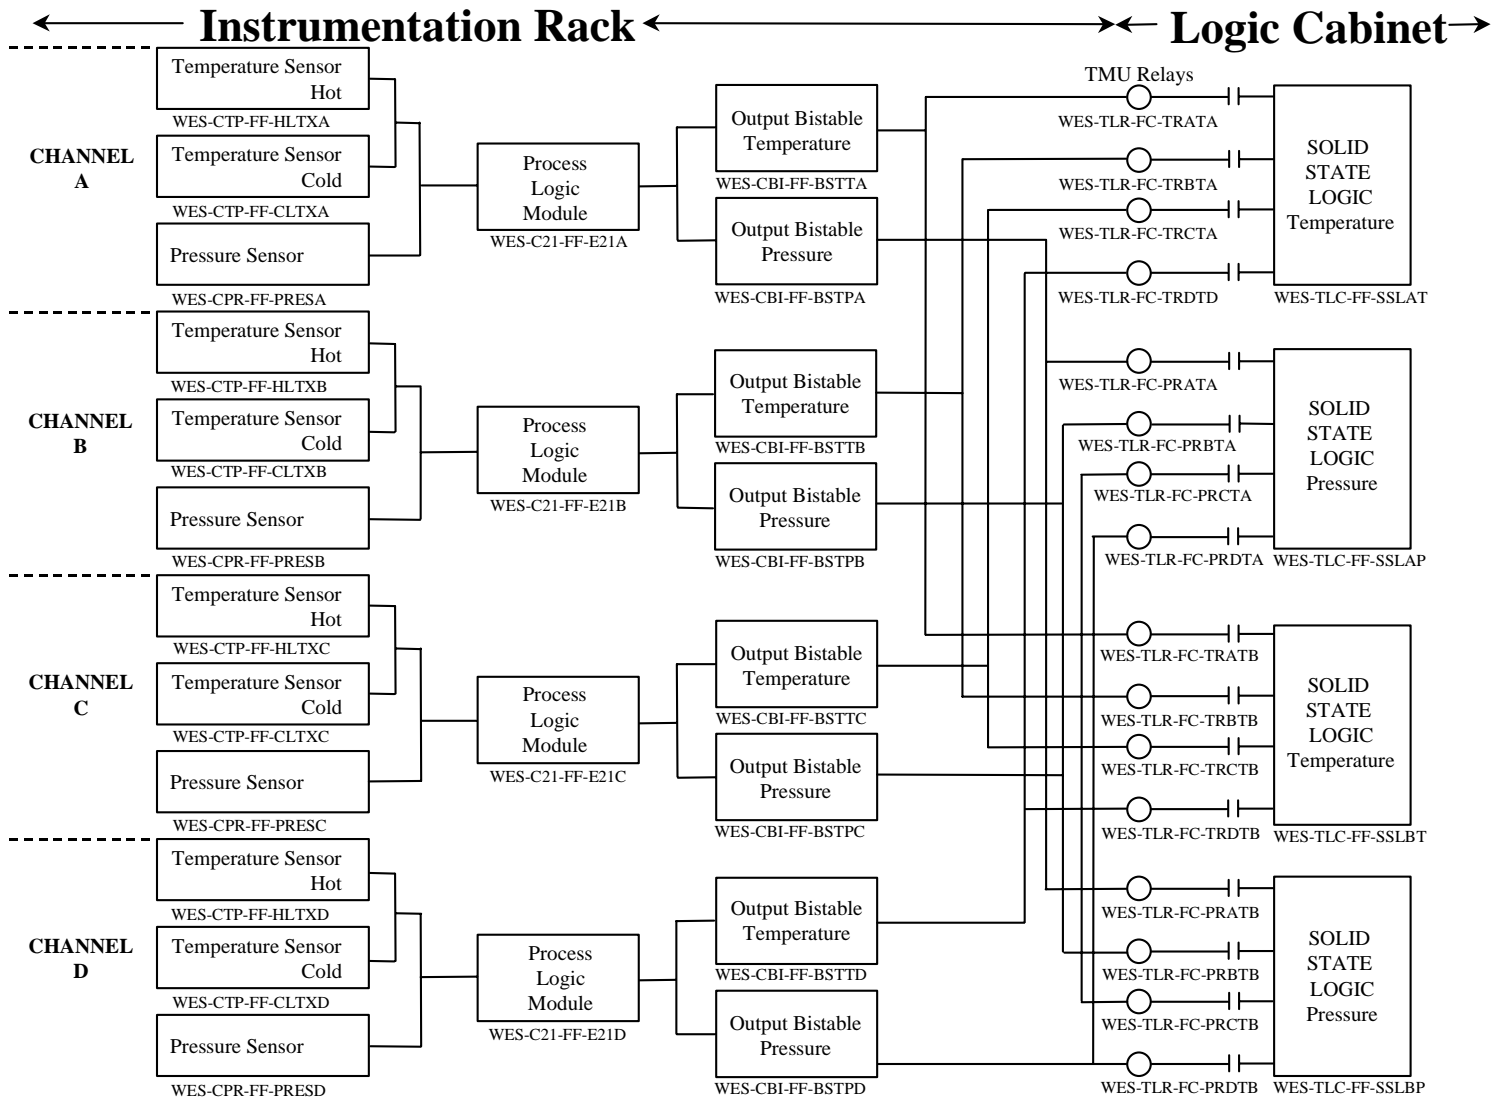 Instrumentation Rack
Logic Cabinet
CHANNEL
A
Temperature Sensor
Hot
WES-CTP-FF-HLTXA
Temperature Sensor
Cold
WES-CTP-FF-CLTXA
Pressure Sensor
WES-CPR-FF-PRESA
Process
Logic
Module
WES-C21-FF-E21A
Output Bistable
Temperature
WES-CBI-FF-BSTTA
Output Bistable
Pressure
WES-CBI-FF-BSTPA
TMU Relays
WES-TLR-FC-TRATA
WES-TLR-FC-TRBTA
WES-TLR-FC-TRCTA
WES-TLR-FC-TRDTD
SOLID
STATE
LOGIC
Temperature
WES-TLC-FF-SSLAT
CHANNEL
B
Temperature Sensor
Hot
WES-CTP-FF-HLTXB
Temperature Sensor
Cold
WES-CTP-FF-CLTXB
Pressure Sensor
WES-CPR-FF-PRESB
Process
Logic
Module
WES-C21-FF-E21B
Output Bistable
Temperature
WES-CBI-FF-BSTTB
Output Bistable
Pressure
WES-CBI-FF-BSTPB
WES-TLR-FC-PRATA
WES-TLR-FC-PRBTA
WES-TLR-FC-PRCTA
WES-TLR-FC-PRDTA
SOLID
STATE
LOGIC
Pressure
WES-TLC-FF-SSLAP
CHANNEL
C
Temperature Sensor
Hot
WES-CTP-FF-HLTXC
Temperature Sensor
Cold
WES-CTP-FF-CLTXC
Pressure Sensor
WES-CPR-FF-PRESC
Process
Logic
Module
WES-C21-FF-E21C
Output Bistable
Temperature
WES-CBI-FF-BSTTC
Output Bistable
Pressure
WES-CBI-FF-BSTPC
WES-TLR-FC-TRATB
WES-TLR-FC-TRBTB
WES-TLR-FC-TRCTB
WES-TLR-FC-TRDTB
SOLID
STATE
LOGIC
Temperature
WES-TLC-FF-SSLBT
CHANNEL
D
Temperature Sensor
Hot
WES-CTP-FF-HLTXD
Temperature Sensor
Cold
WES-CTP-FF-CLTXD
Pressure Sensor
WES-CPR-FF-PRESD
Process
Logic
Module
WES-C21-FF-E21D
Output Bistable
Temperature
WES-CBI-FF-BSTTD
Output Bistable
Pressure
WES-CBI-FF-BSTPD
WES-TLR-FC-PRATB
WES-TLR-FC-PRBTB
WES-TLR-FC-PRCTB
WES-TLR-FC-PRDTB
SOLID
STATE
LOGIC
Pressure
WES-TLC-FF-SSLBP